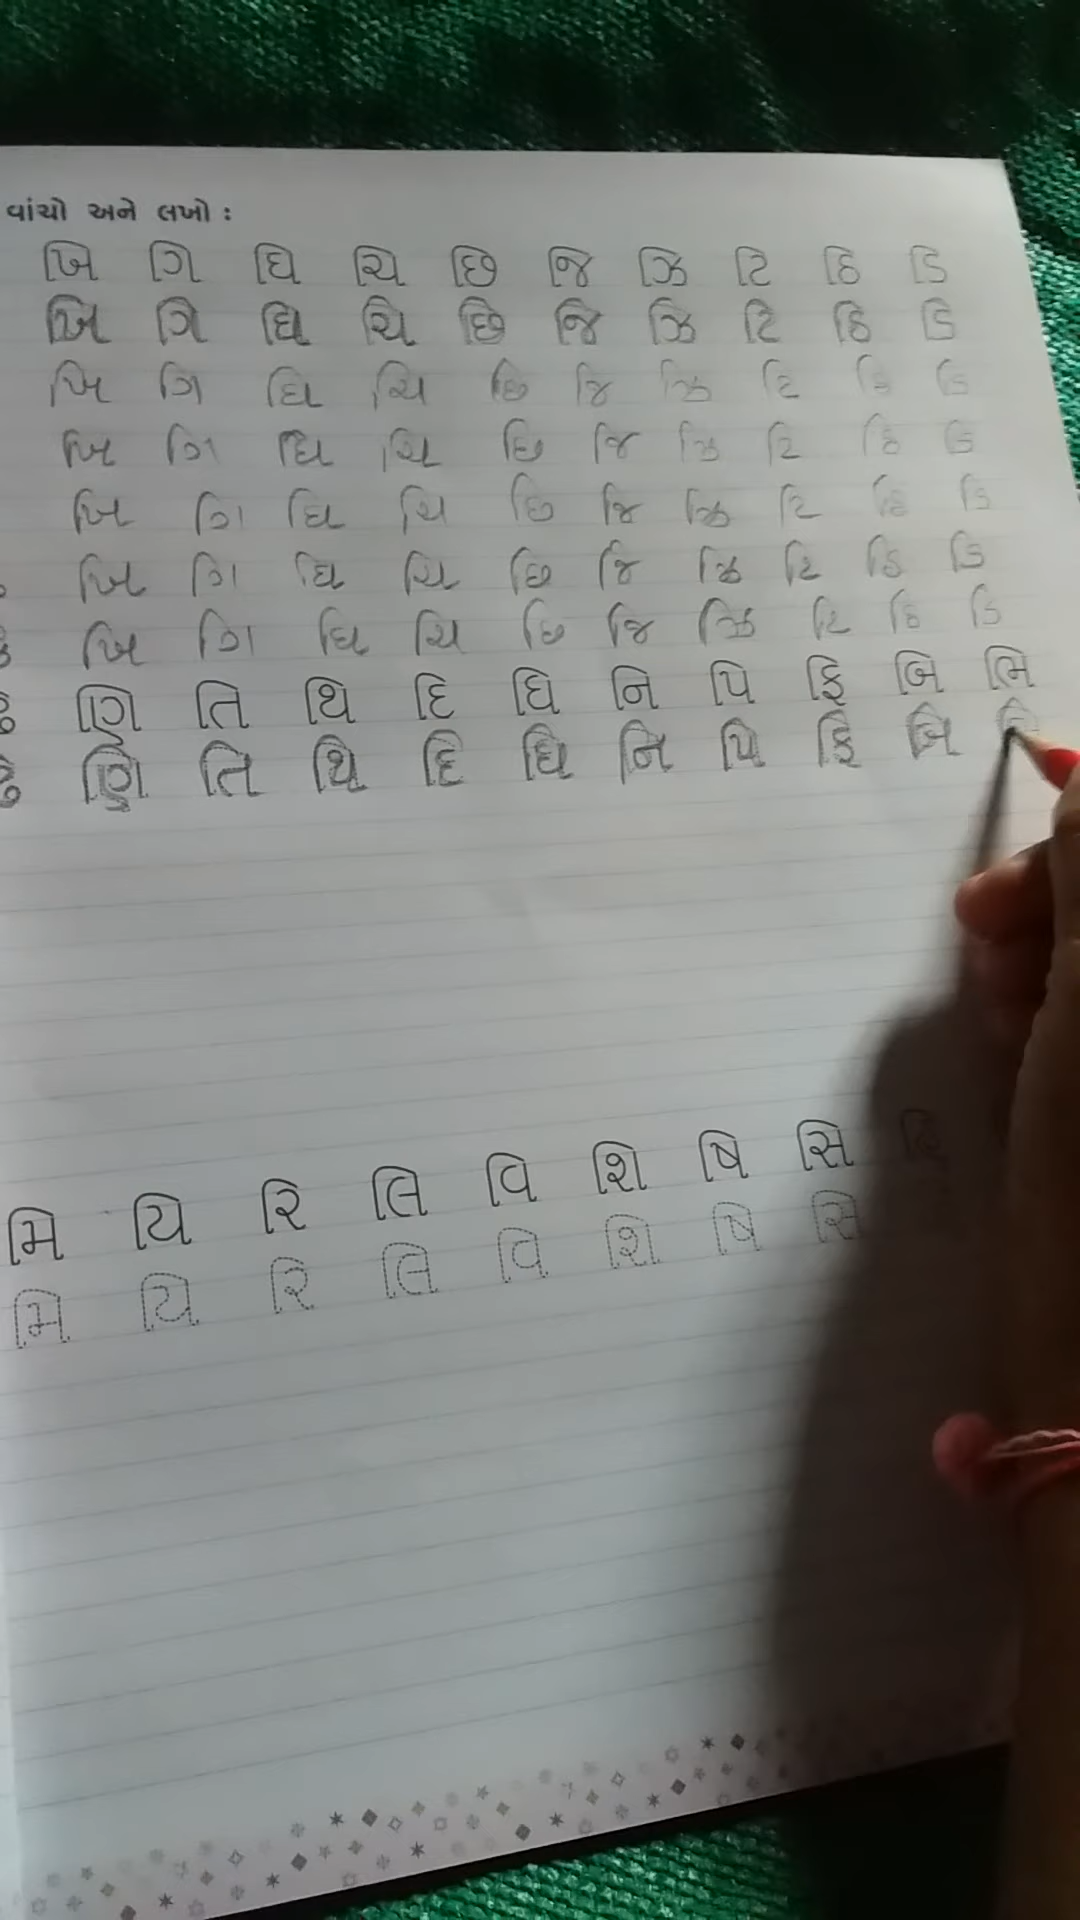 વાંચો અને લખો :
ખિ ગિ ઘિ ચિ છિ જિ ઝિ ટિ ઠિ ડિ
ખિ ગિ ઘિ ચિ છિ જિ ઝિ ટિ ઠિ ડિ
ખિ ગિ ઘિ ચિ છિ જિ ઝિ ટિ ઠિ ડિ
ખિ ગિ ઘિ ચિ છિ જિ ઝિ ટિ ઠિ ડિ
ખિ ગિ ઘિ ચિ છિ જિ ઝિ ટિ ઠિ ડિ
ખિ ગિ ઘિ ચિ છિ જિ ઝિ ટિ ઠિ ડિ
ખિ ગિ ઘિ ચિ છિ જિ ઝિ ટિ ઠિ ડિ
ણિ તિ થિ દિ ધિ નિ પિ ફિ બિ ભિ
ણિ તિ થિ દિ ધિ નિ પિ ફિ બિ
મિ યિ રિ લિ વિ શિ ષિ સિ
મિ યિ રિ લિ વિ શિ ષિ સિ